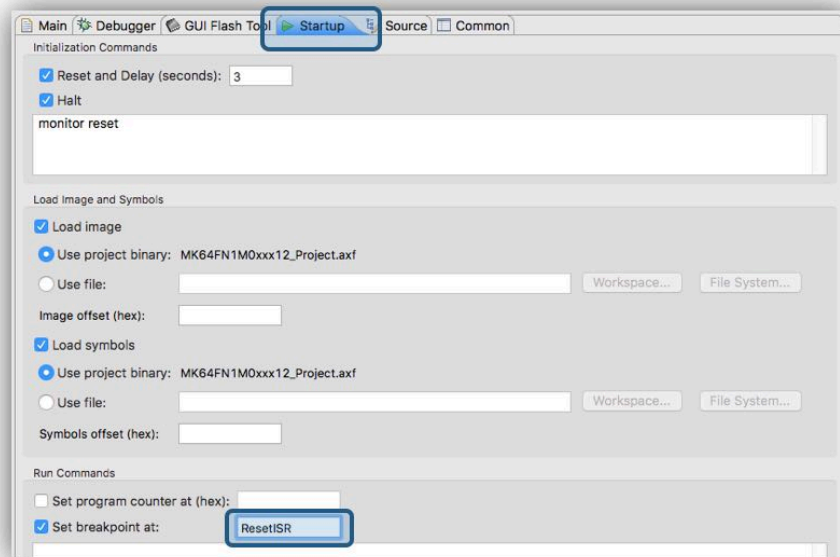 Main Debugger GUI Flash Tool Startup Source Common
Initialization Commands
Reset and Delay (seconds): 3
Halt
monitor reset
Load Image and Symbols
Load image
Use project binary: MK64FN1M0xxx12_Project.axf
Use file: Workspace... File System...
Image offset (hex):
Load symbols
Use project binary: MK64FN1M0xxx12_Project.axf
Use file: Workspace... File System...
Symbols offset (hex):
Run Commands
Set program counter at (hex):
Set breakpoint at: ResetISR